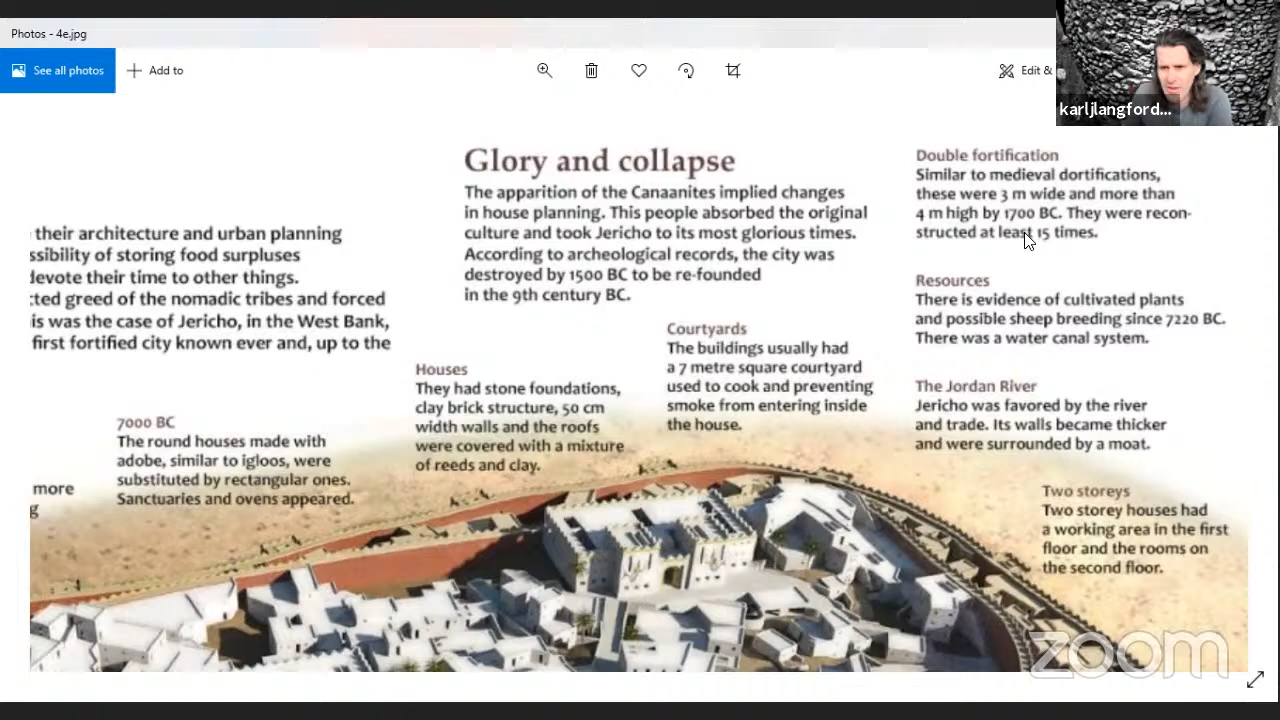 Photos - 4e.jpg
See all photos
Add to
Edit &
karljlangford...
their architecture and urban planning
ssibility of storing food surpluses
devote their time to other things.
cted greed of the nomadic tribes and forced
is was the case of Jericho, in the West Bank,
first fortified city known ever and, up to the
more
g
7000 BC
The round houses made with
adobe, similar to igloos, were
substituted by rectangular ones.
Sanctuaries and ovens appeared.
Glory and collapse
The apparition of the Canaanites implied changes
in house planning. This people absorbed the original
culture and took Jericho to its most glorious times.
According to archeological records, the city was
destroyed by 1500 BC to be re-founded
in the 9th century BC.
Houses
They had stone foundations,
clay brick structure, 50 cm
width walls and the roofs
were covered with a mixture
of reeds and clay.
Courtyards
The buildings usually had
a 7 metre square courtyard
used to cook and preventing
smoke from entering inside
the house.
Double fortification
Similar to medieval dortifications,
these were 3 m wide and more than
4 m high by 1700 BC. They were recon-
structed at least 15 times.
Resources
There is evidence of cultivated plants
and possible sheep breeding since 7220 BC.
There was a water canal system.
The Jordan River
Jericho was favored by the river
and trade. Its walls became thicker
and were surrounded by a moat.
Two storeys
Two storey houses had
a working area in the first
floor and the rooms on
the second floor.
zoom